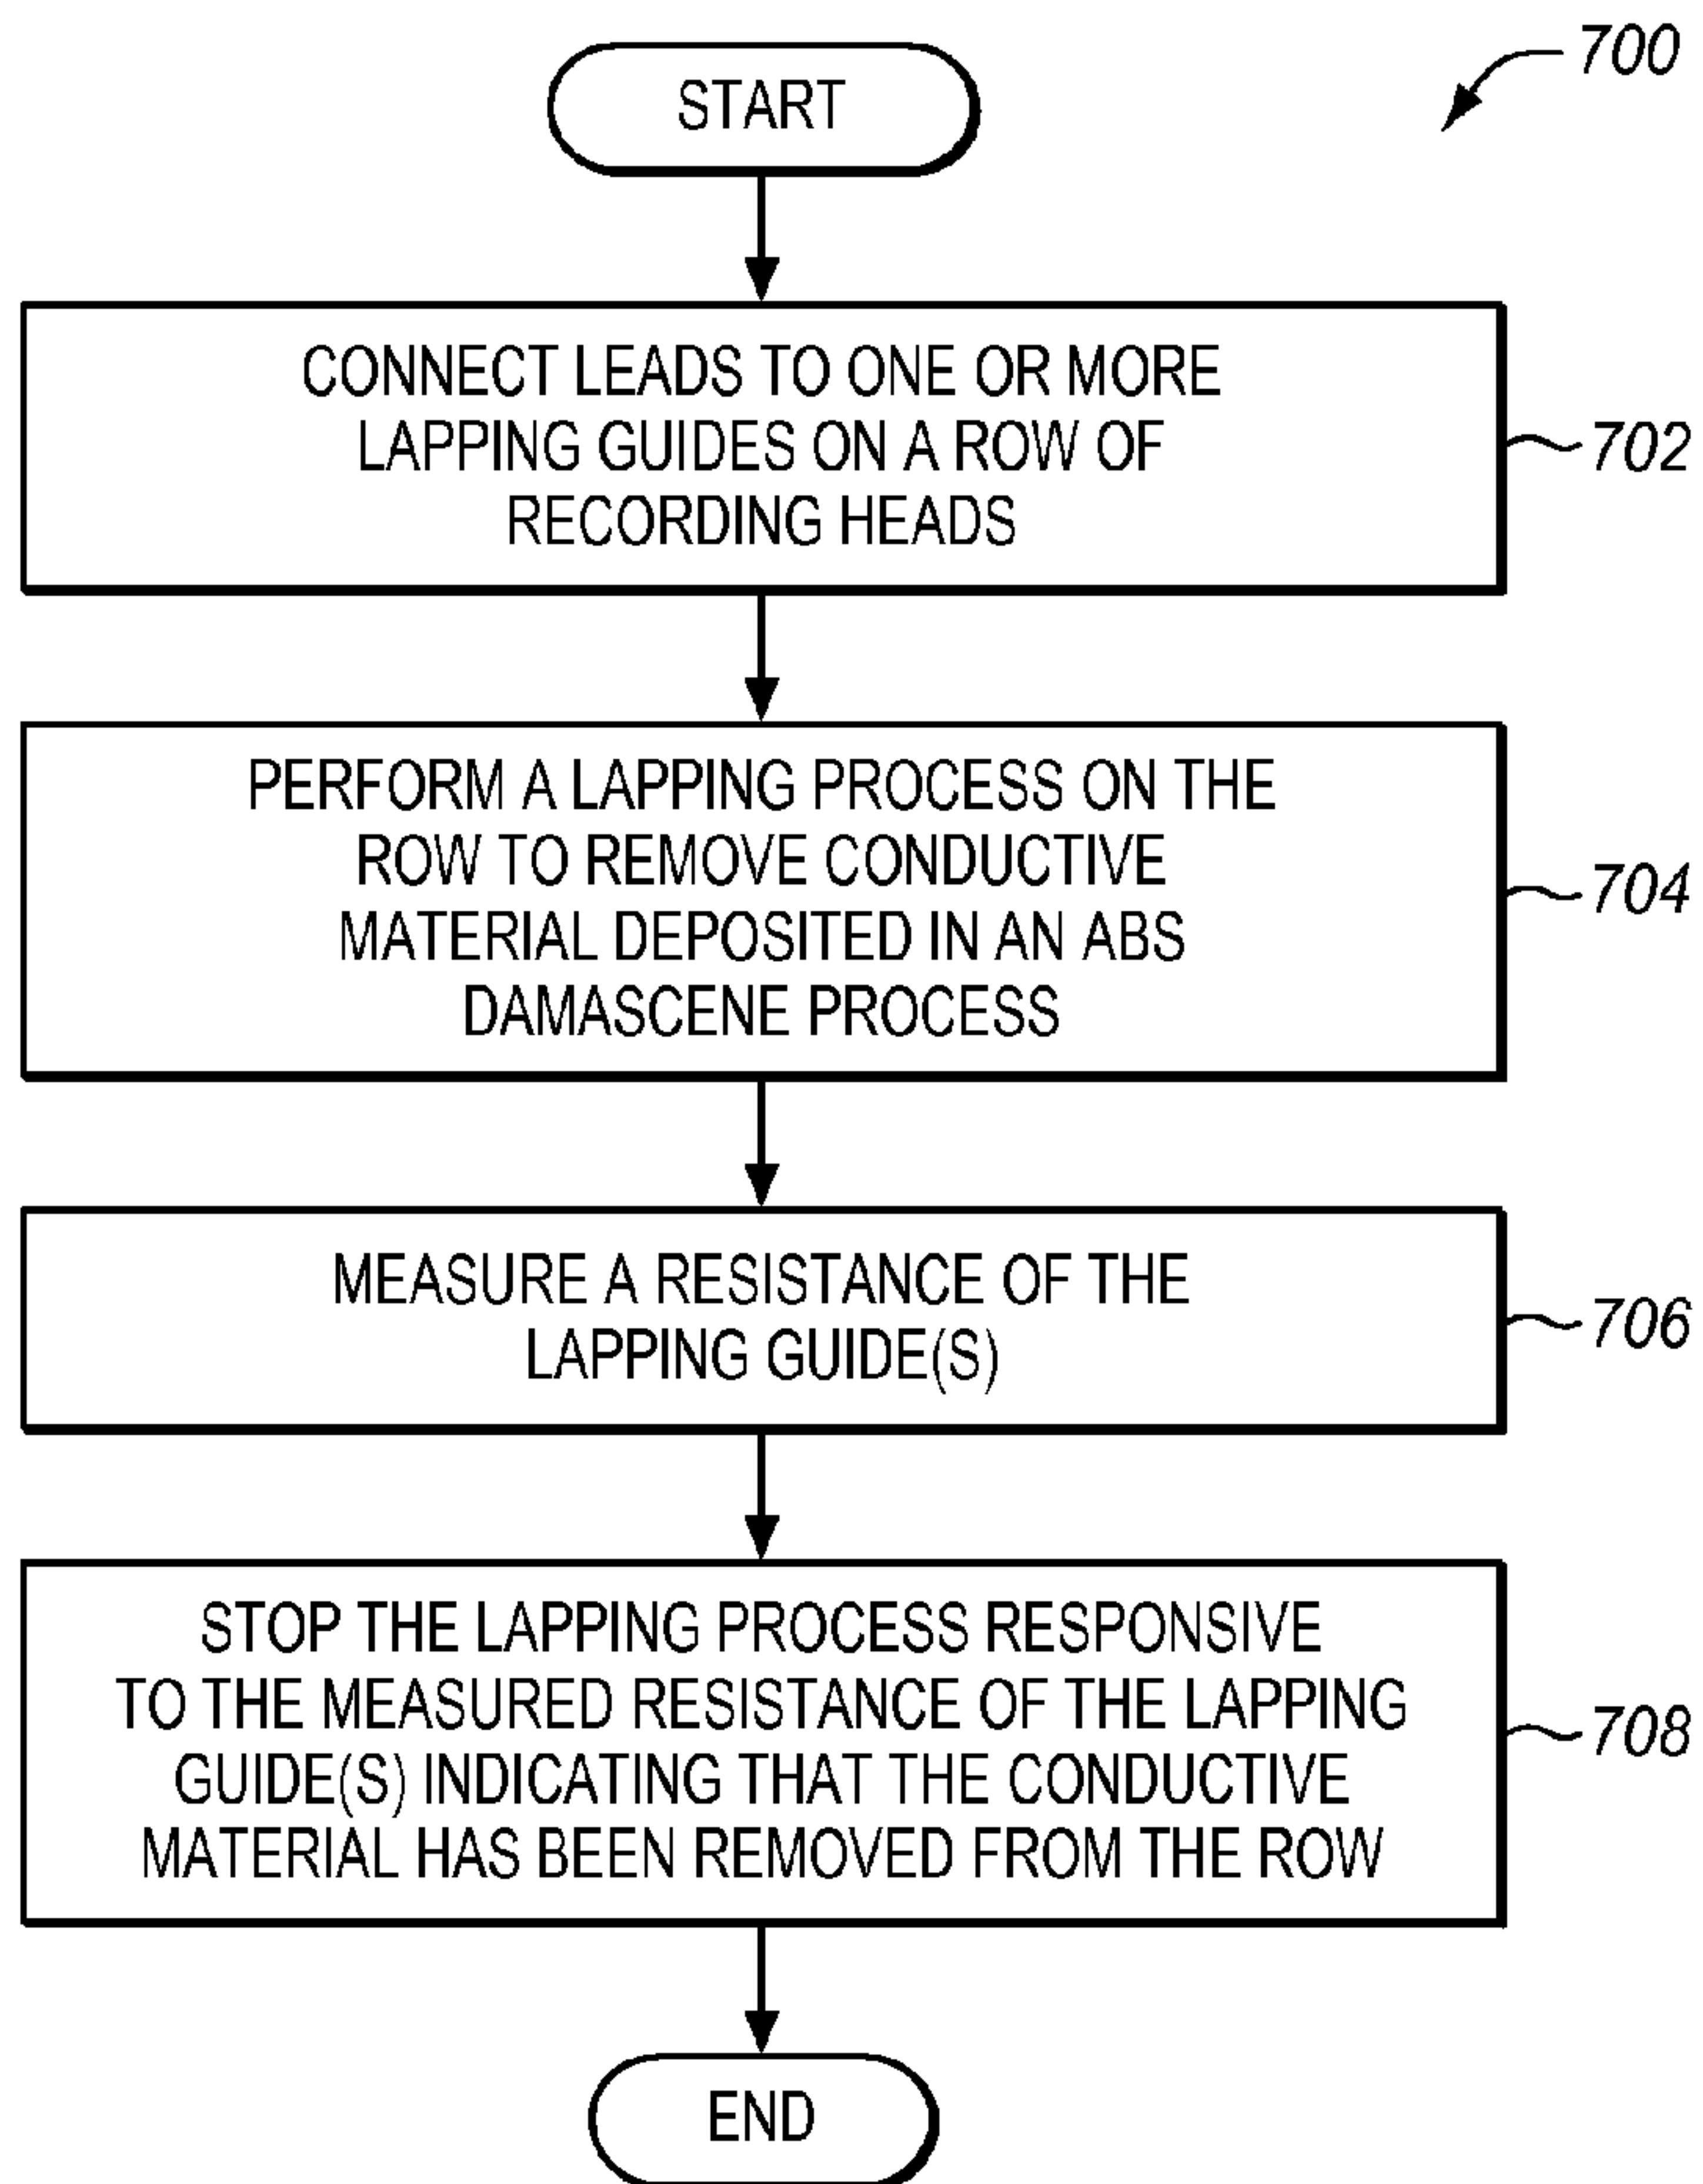 700
START
CONNECT LEADS TO ONE OR MORE
LAPPING GUIDES ON A ROW OF
RECORDING HEADS
702
PERFORM A LAPPING PROCESS ON THE
ROW TO REMOVE CONDUCTIVE
MATERIAL DEPOSITED IN AN ABS
DAMASCENE PROCESS
704
MEASURE A RESISTANCE OF THE
LAPPING GUIDE(S)
706
STOP THE LAPPING PROCESS RESPONSIVE
TO THE MEASURED RESISTANCE OF THE LAPPING
GUIDE(S) INDICATING THAT THE CONDUCTIVE
MATERIAL HAS BEEN REMOVED FROM THE ROW
708
END